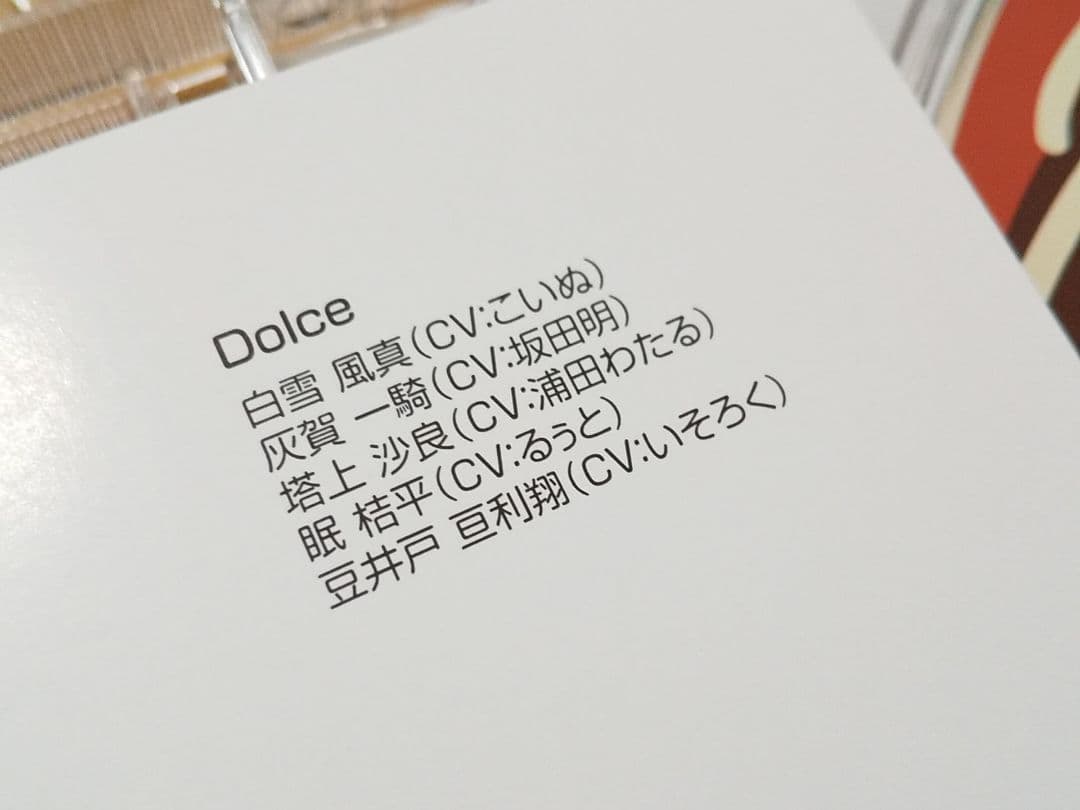 Dolce
白雪 風真(CV:こいぬ)
灰賀 一騎(CV:坂田明)
塔上 沙良(CV:浦田わたる)
眠 桔平(CV:るぅと)
豆井戸 亘利翔(CV:いそろく)